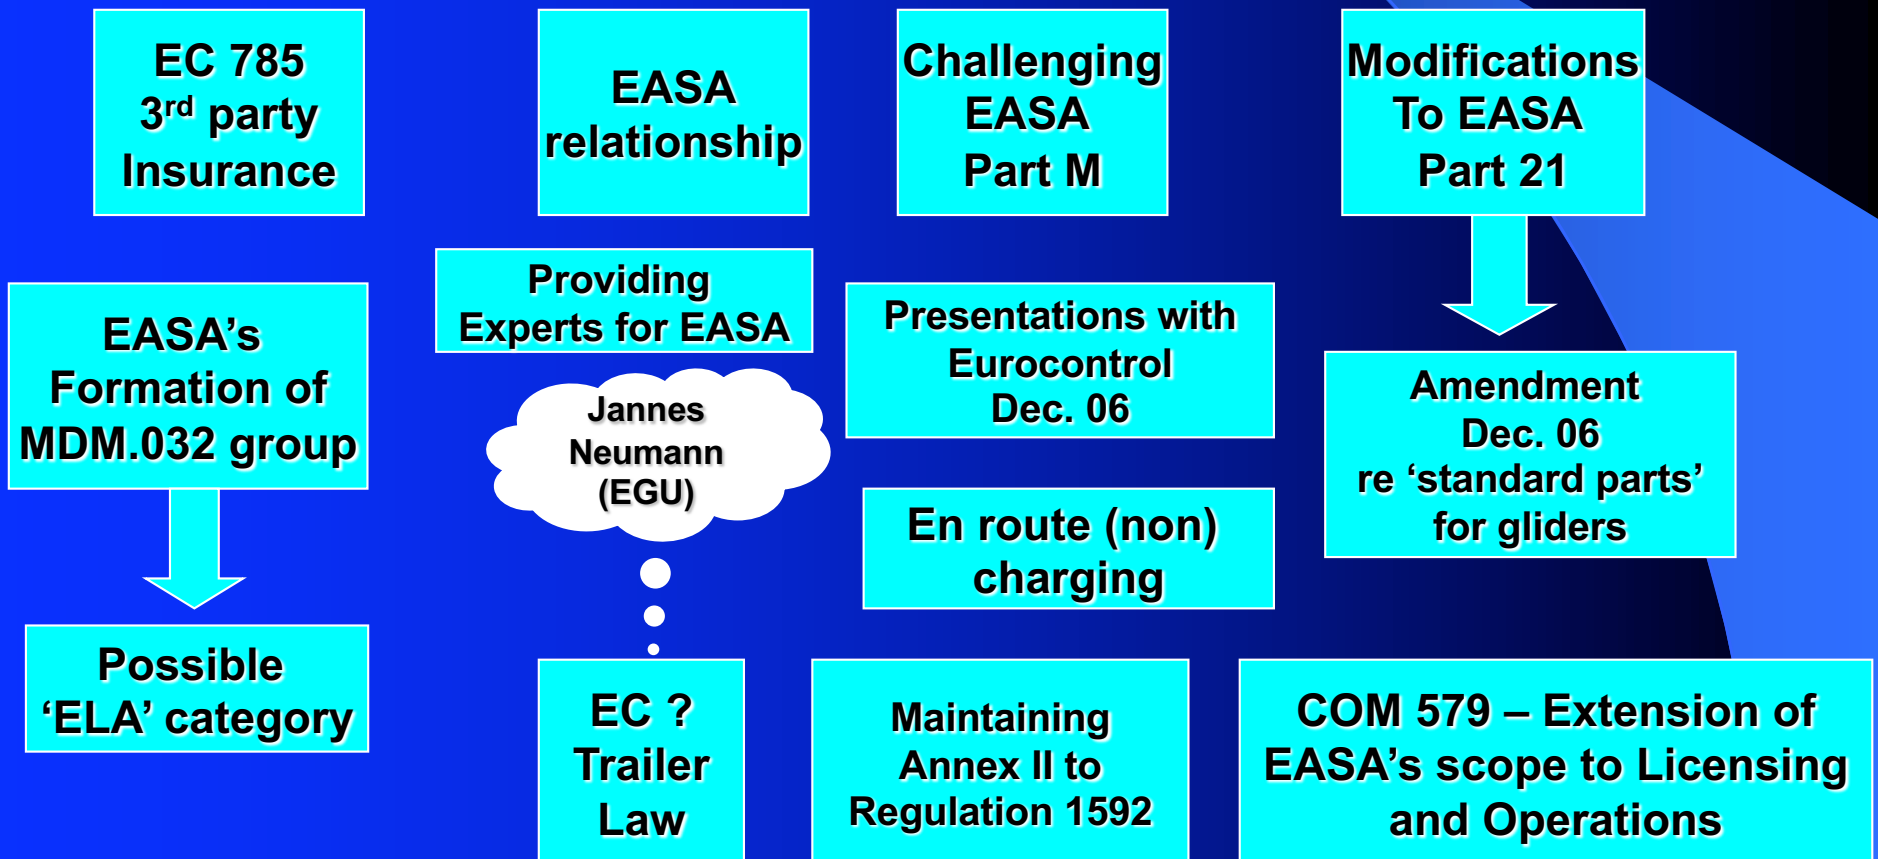 EC 785
3rd party
Insurance
EASA
relationship
Challenging
EASA
Part M
Modifications
To EASA
Part 21
EASA’s
Formation of
MDM.032 group
Providing
Experts for EASA
Presentations with
Eurocontrol
Dec. 06
Amendment
Dec. 06
re ‘standard parts’
for gliders
Jannes
Neumann
(EGU)
En route (non)
charging
Possible
‘ELA’ category
EC ?
Trailer
Law
Maintaining
Annex II to
Regulation 1592
COM 579 – Extension of
EASA’s scope to Licensing
and Operations